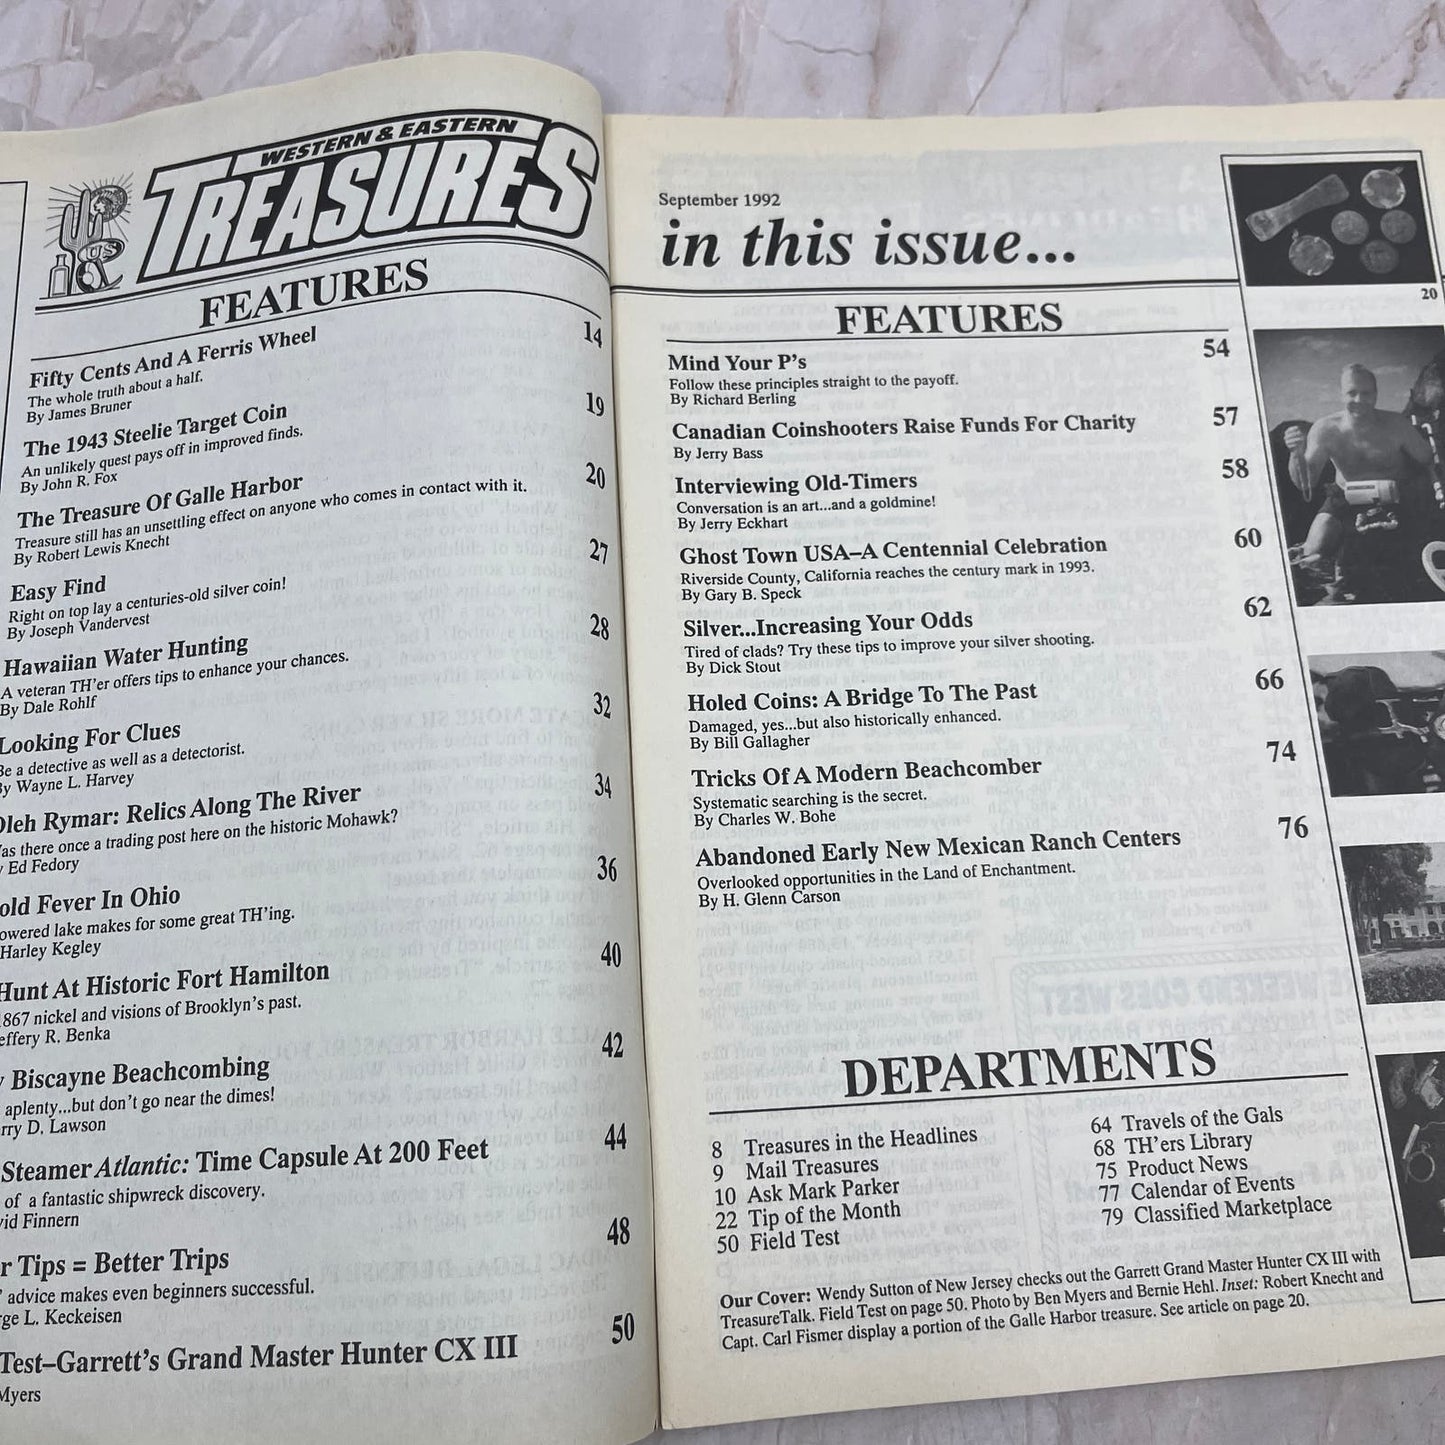 WESTERN & EASTERN
TREASURES
US
FEATURES
Fifty Cents And A Ferris Wheel 14
The whole truth about a half.
By James Bruner
The 1943 Steelie Target Coin 19
An unlikely quest pays off in improved finds.
By John R. Fox
The Treasure Of Galle Harbor 20
Treasure still has an unsettling effect on anyone who comes in contact with it.
By Robert Lewis Knecht
Easy Find 27
Right on top lay a centuries-old silver coin!
By Joseph Vandervest
Hawaiian Water Hunting 28
A veteran TH'er offers tips to enhance your chances.
By Dale Rohlf
Looking For Clues 32
Be a detective as well as a detectorist.
By Wayne L. Harvey
Oleh Rymar: Relics Along The River 34
Was there once a trading post here on the historic Mohawk?
Ed Fedory
old Fever In Ohio 36
owered lake makes for some great TH'ing.
Harley Kegley
Hunt At Historic Fort Hamilton 40
1867 nickel and visions of Brooklyn's past.
effery R. Benka
y Biscayne Beachcombing 42
aplenty...but don't go near the dimes!
rry D. Lawson
Steamer Atlantic: Time Capsule At 200 Feet 44
of a fantastic shipwreck discovery.
vid Finnern
r Tips = Better Trips 48
' advice makes even beginners successful.
rge L. Keckeisen
Test–Garrett's Grand Master Hunter CX III 50
Myers
September 1992
in this issue...
FEATURES
Mind Your P's 54
Follow these principles straight to the payoff.
By Richard Berling
Canadian Coinshooters Raise Funds For Charity 57
By Jerry Bass
Interviewing Old-Timers 58
Conversation is an art...and a goldmine!
By Jerry Eckhart
Ghost Town USA–A Centennial Celebration 60
Riverside County, California reaches the century mark in 1993.
By Gary B. Speck
Silver...Increasing Your Odds 62
Tired of clads? Try these tips to improve your silver shooting.
By Dick Stout
Holed Coins: A Bridge To The Past 66
Damaged, yes...but also historically enhanced.
By Bill Gallagher
Tricks Of A Modern Beachcomber 74
Systematic searching is the secret.
By Charles W. Bohe
Abandoned Early New Mexican Ranch Centers 76
Overlooked opportunities in the Land of Enchantment.
By H. Glenn Carson
DEPARTMENTS
8 Treasures in the Headlines
9 Mail Treasures
10 Ask Mark Parker
22 Tip of the Month
50 Field Test
64 Travels of the Gals
68 TH'ers Library
75 Product News
77 Calendar of Events
79 Classified Marketplace
Our Cover: Wendy Sutton of New Jersey checks out the Garrett Grand Master Hunter CX III with
TreasureTalk. Field Test on page 50. Photo by Ben Myers and Bernie Hehl. Inset: Robert Knecht and
Capt. Carl Fismer display a portion of the Galle Harbor treasure. See article on page 20.
20